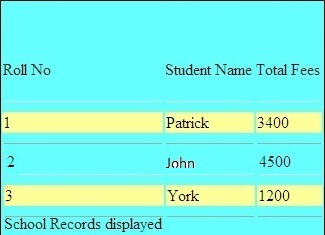 Roll No Student Name Total Fees
1 Patrick 3400
2 John 4500
3 York 1200
School Records displayed